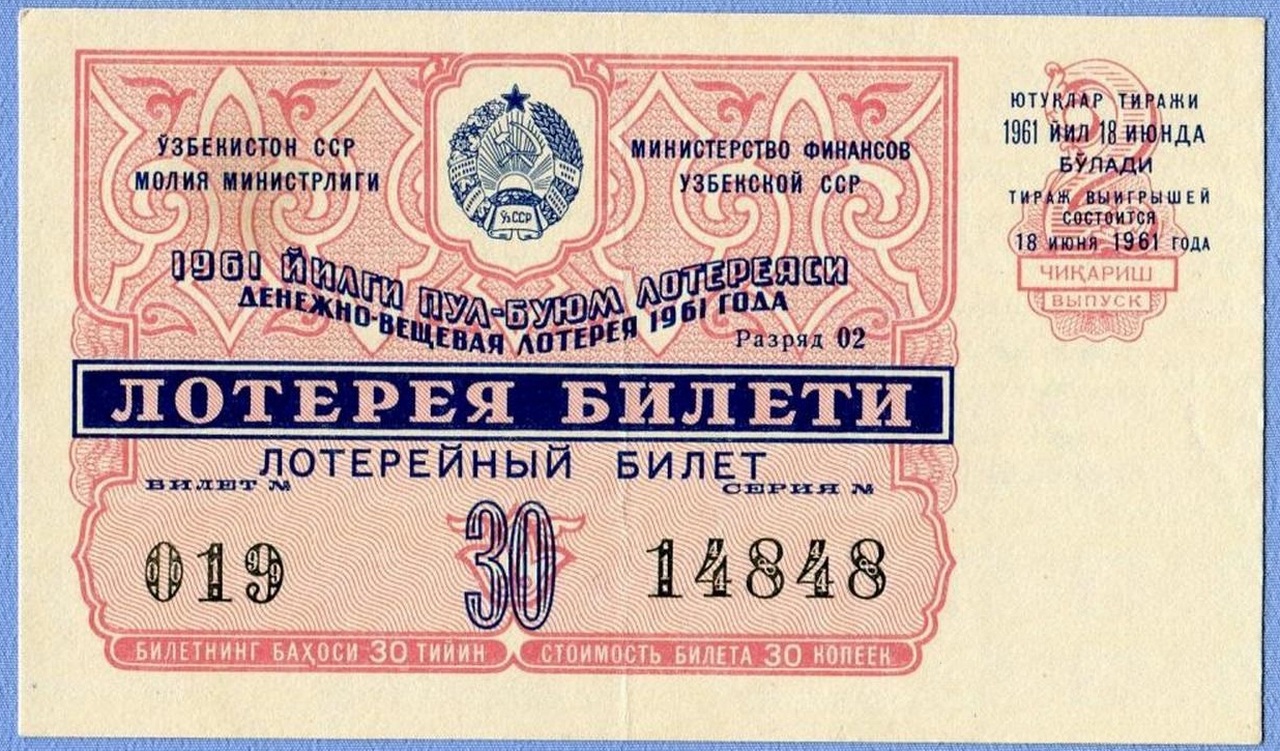 ЎЗБЕКИСТОН ССР
МОЛИЯ МИНИСТРЛИГИ
ЎзССР
МИНИСТЕРСТВО ФИНАНСОВ
УЗБЕКСКОЙ ССР
1961 ЙИЛГИ ПУЛ-БУЮМ ЛОТЕРЕЯСИ
ДЕНЕЖНО-ВЕЩЕВАЯ ЛОТЕРЕЯ 1961 ГОДА
Разряд 02
ЛОТЕРЕЯ БИЛЕТИ
ЛОТЕРЕЙНЫЙ БИЛЕТ
БИЛЕТ № СЕРИЯ №
019 30 14848
БИЛЕТНИНГ БАҲОСИ 30 ТИЙИН
СТОИМОСТЬ БИЛЕТА 30 КОПЕЕК
2
ЮТУҚЛАР ТИРАЖИ
1961 ЙИЛ 18 ИЮНДА
БЎЛАДИ
ТИРАЖ ВЫИГРЫШЕЙ
СОСТОИТСЯ
18 ИЮНЯ 1961 ГОДА
ЧИҚАРИШ
ВЫПУСК